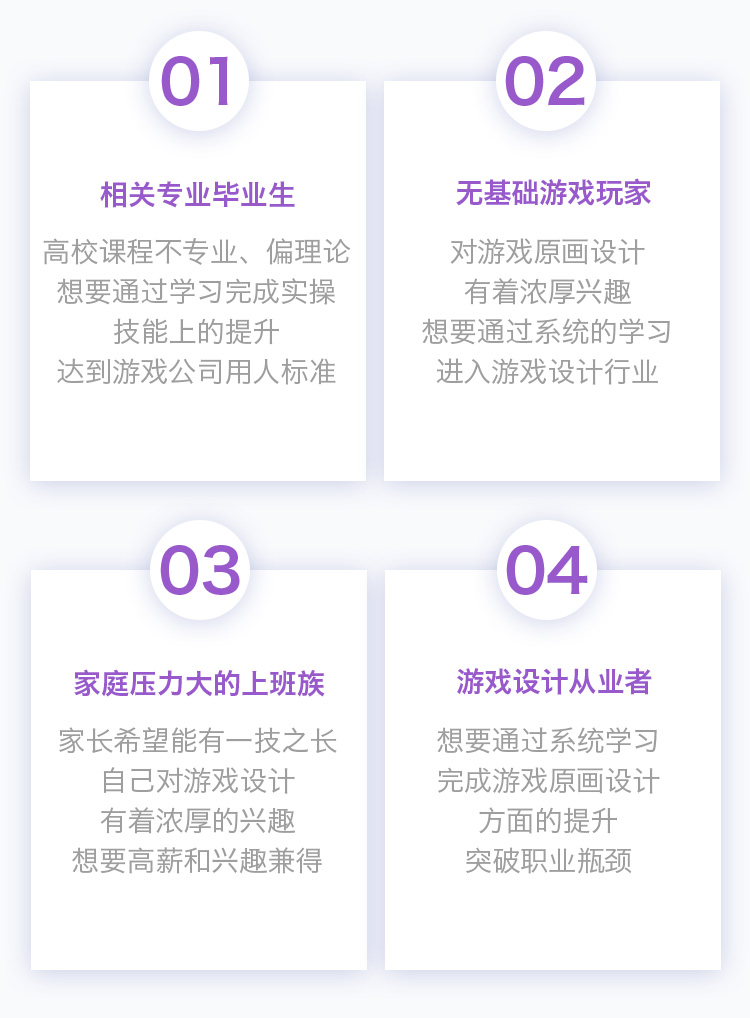 01
相关专业毕业生
高校课程不专业、偏理论
想要通过学习完成实操
技能上的提升
达到游戏公司用人标准
02
无基础游戏玩家
对游戏原画设计
有着浓厚兴趣
想要通过系统的学习
进入游戏设计行业
03
家庭压力大的上班族
家长希望能有一技之长
自己对游戏设计
有着浓厚的兴趣
想要高薪和兴趣兼得
04
游戏设计从业者
想要通过系统学习
完成游戏原画设计
方面的提升
突破职业瓶颈